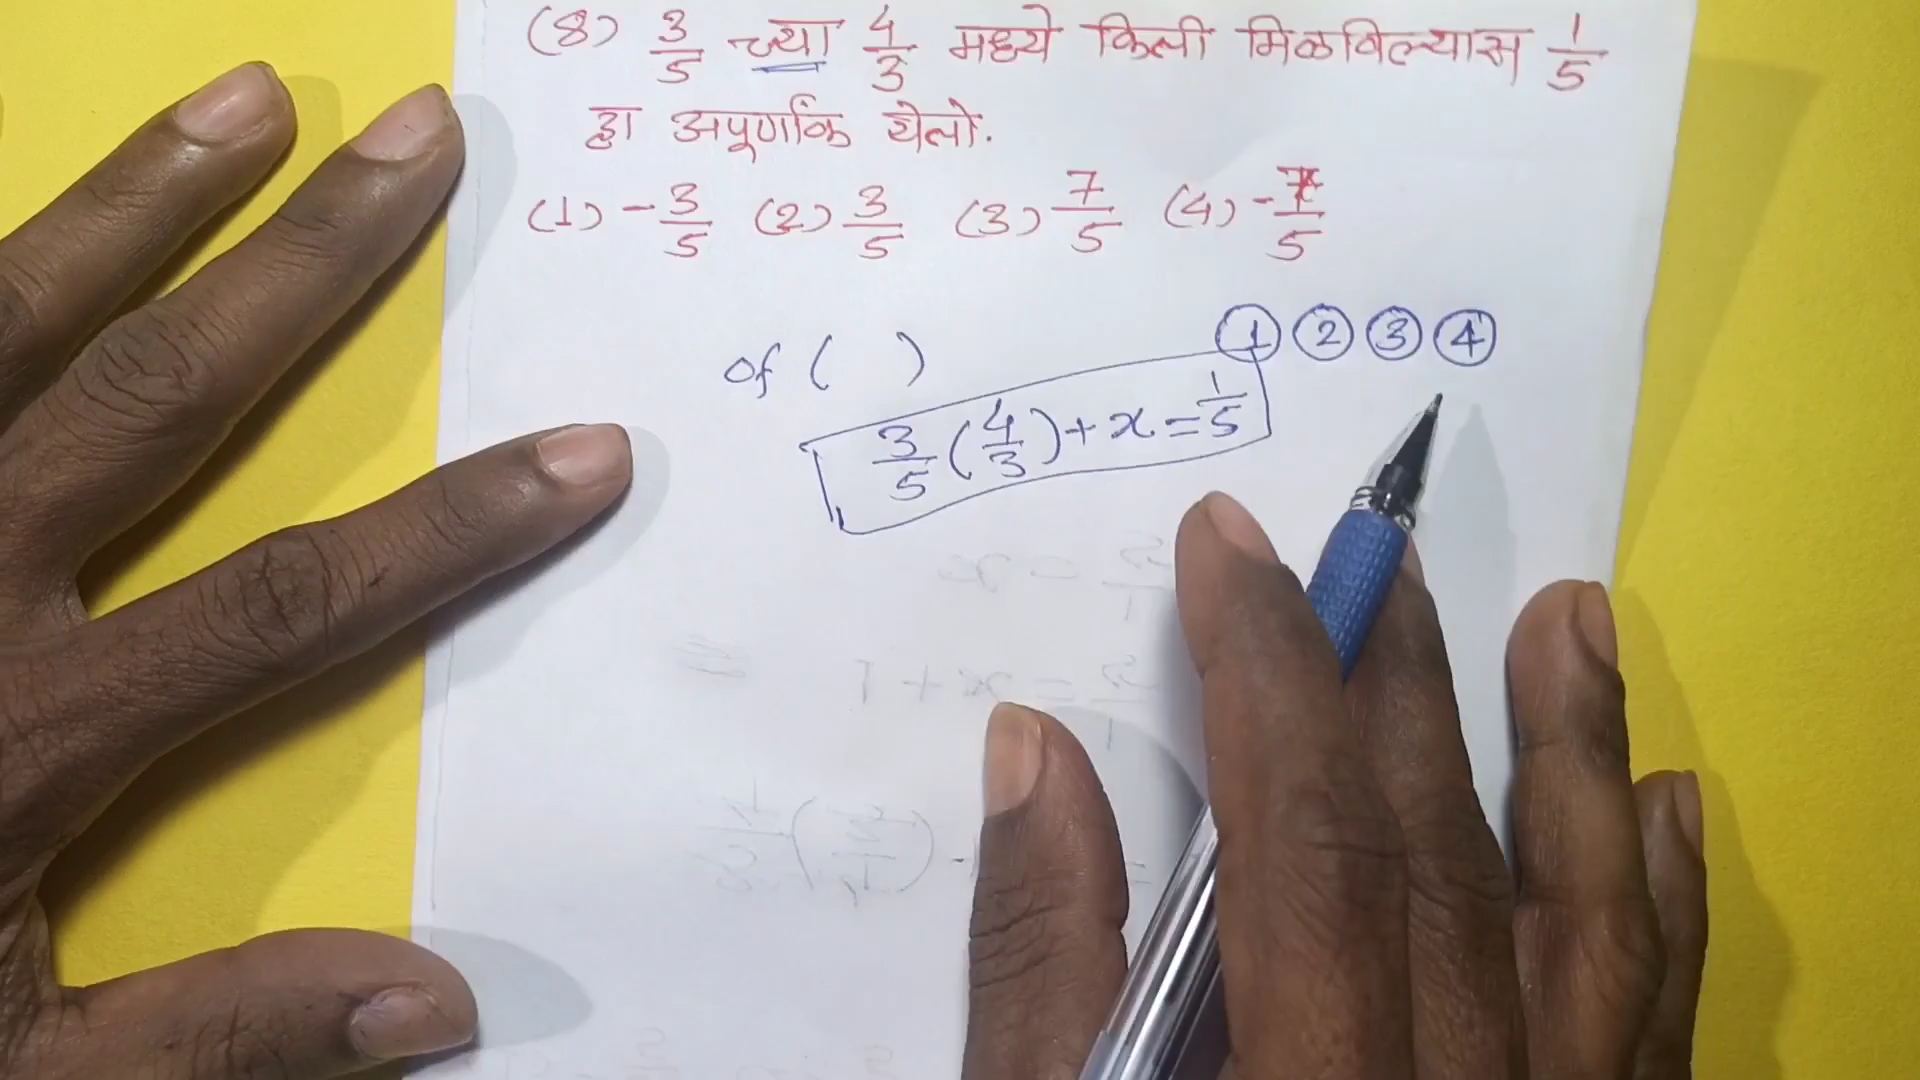 (8) 3/5 च्या 4/3 मध्ये किती मिळविल्यास 1/5
हा अपूर्णांक येतो.
(1) -3/5 (2) 3/5 (3) 7/5 (4) -7/5
① ② ③ ④
of ( )
3/5 (4/3) + x = 1/5